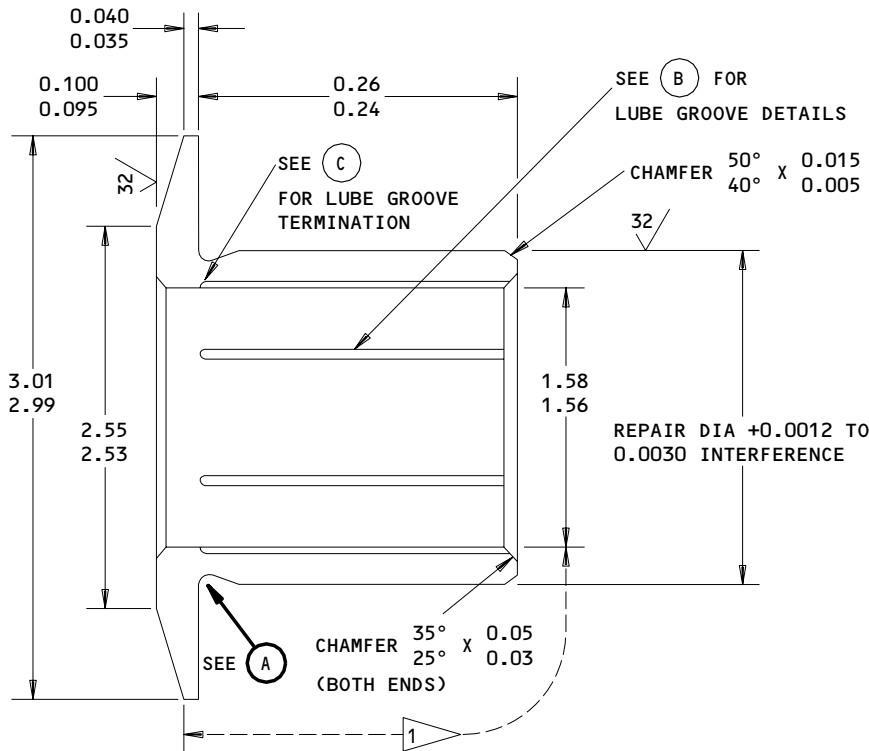 0.040
0.035
0.100
0.095
0.26
0.24
SEE B FOR
LUBE GROOVE DETAILS
32
SEE C
FOR LUBE GROOVE
TERMINATION
CHAMFER 50° X 0.015
40° 0.005
32
3.01
2.99
2.55
2.53
1.58
1.56
REPAIR DIA +0.0012 TO
0.0030 INTERFERENCE
SEE A
CHAMFER 35° X 0.05
25° 0.03
(BOTH ENDS)
1